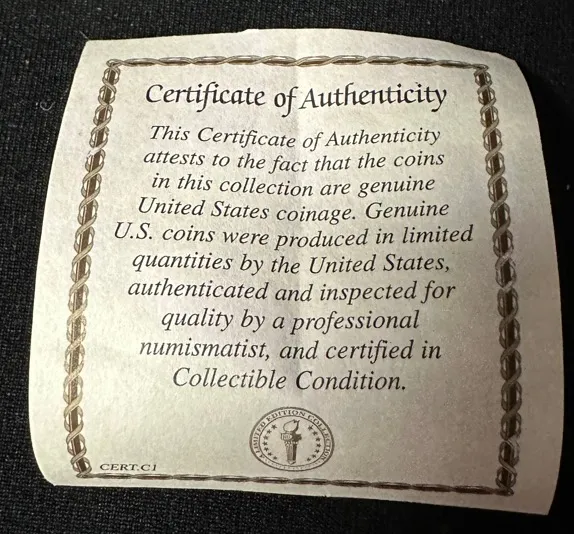 Certificate of Authenticity
This Certificate of Authenticity
attests to the fact that the coins
in this collection are genuine
United States coinage. Genuine
U.S. coins were produced in limited
quantities by the United States,
authenticated and inspected for
quality by a professional
numismatist, and certified in
Collectible Condition.
LIMITED EDITION COLLECTION
CERT.C1